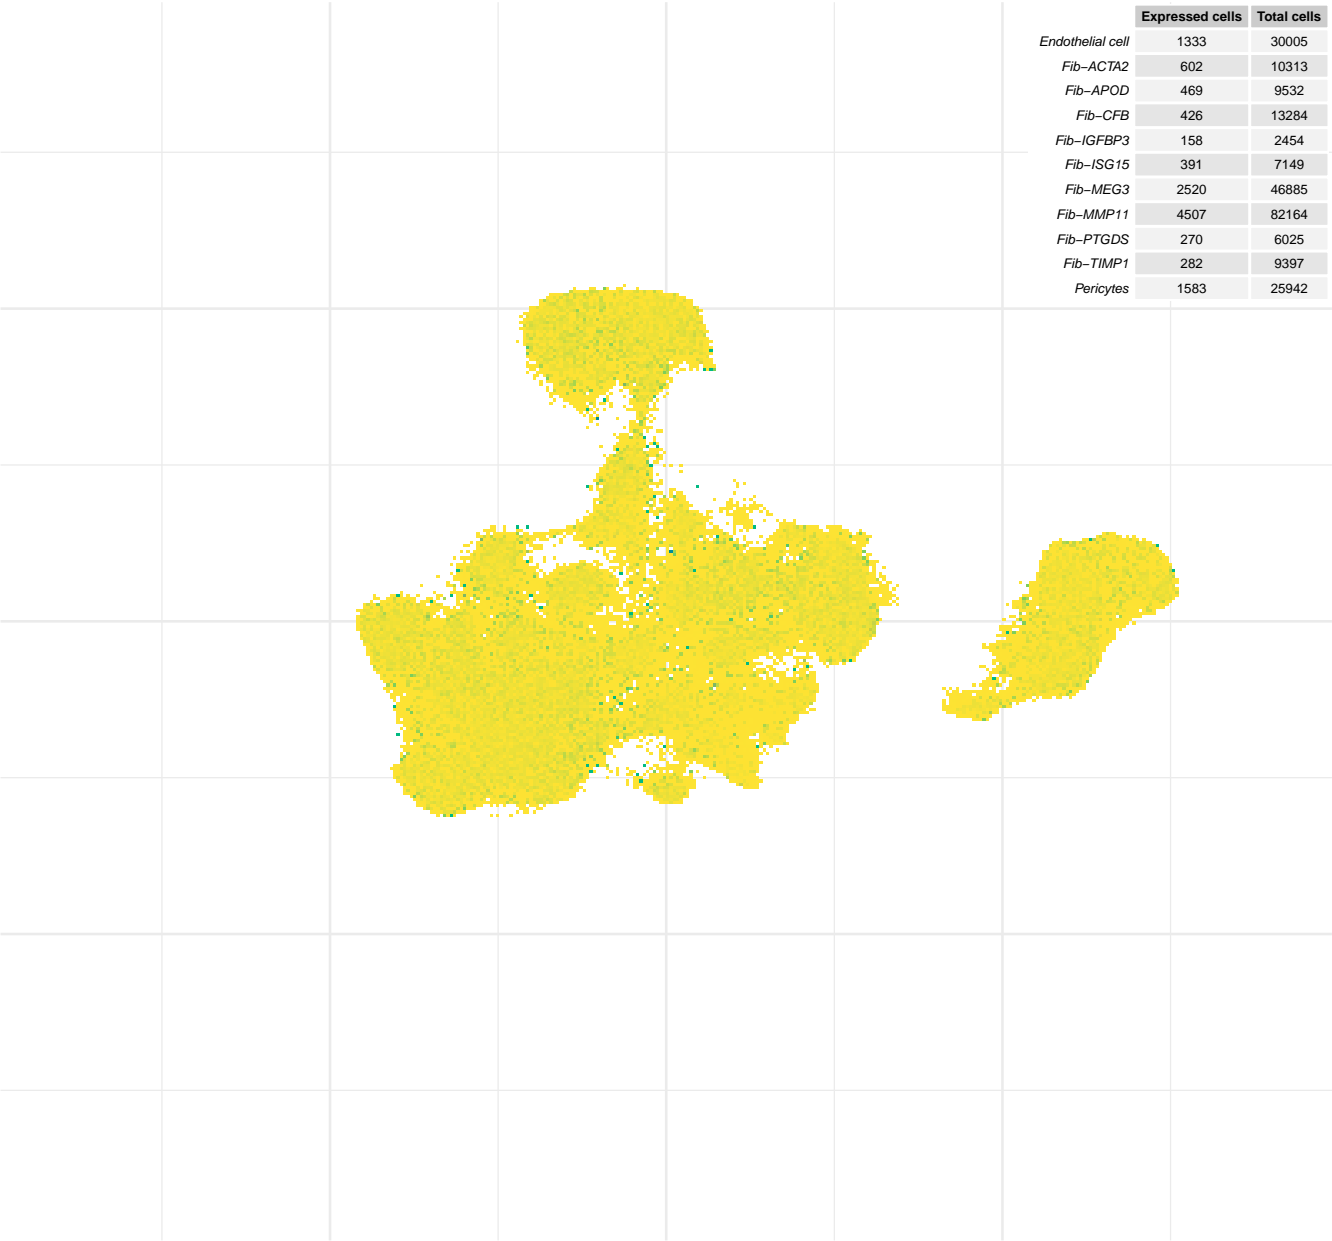 Expressed cells Total cells
Endothelial cell 1333 30005
Fib−ACTA2 602 10313
Fib−APOD 469 9532
Fib−CFB 426 13284
Fib−IGFBP3 158 2454
Fib−ISG15 391 7149
Fib−MEG3 2520 46885
Fib−MMP11 4507 82164
Fib−PTGDS 270 6025
Fib−TIMP1 282 9397
Pericytes 1583 25942